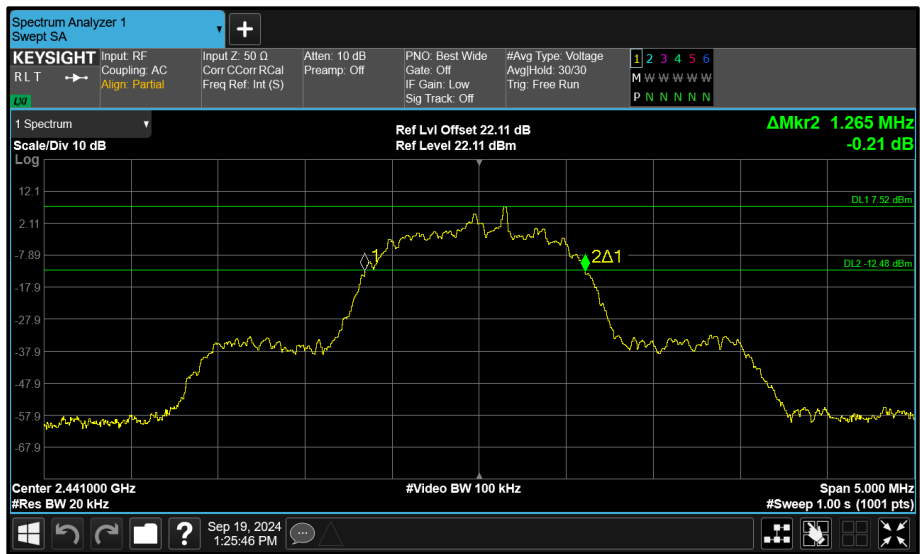 Spectrum Analyzer 1
Swept SA
KEYSIGHT
R L T
LXI
Input: RF
Coupling: AC
Align: Partial
Input Z: 50 Ω
Corr CCorr RCal
Freq Ref: Int (S)
Atten: 10 dB
Preamp: Off
PNO: Best Wide
Gate: Off
IF Gain: Low
Sig Track: Off
#Avg Type: Voltage
Avg|Hold: 30/30
Trig: Free Run
1 2 3 4 5 6
M W W W W W
P N N N N N
1 Spectrum
Scale/Div 10 dB
Ref Lvl Offset 22.11 dB
Ref Level 22.11 dBm
ΔMkr2 1.265 MHz
-0.21 dB
Log
12.1
DL1 7.52 dBm
2.11
1
2Δ1
-7.89
DL2 -12.48 dBm
-17.9
-27.9
-37.9
-47.9
-57.9
-67.9
Center 2.441000 GHz
#Video BW 100 kHz
Span 5.000 MHz
#Res BW 20 kHz
#Sweep 1.00 s (1001 pts)
?
Sep 19, 2024
1:25:46 PM